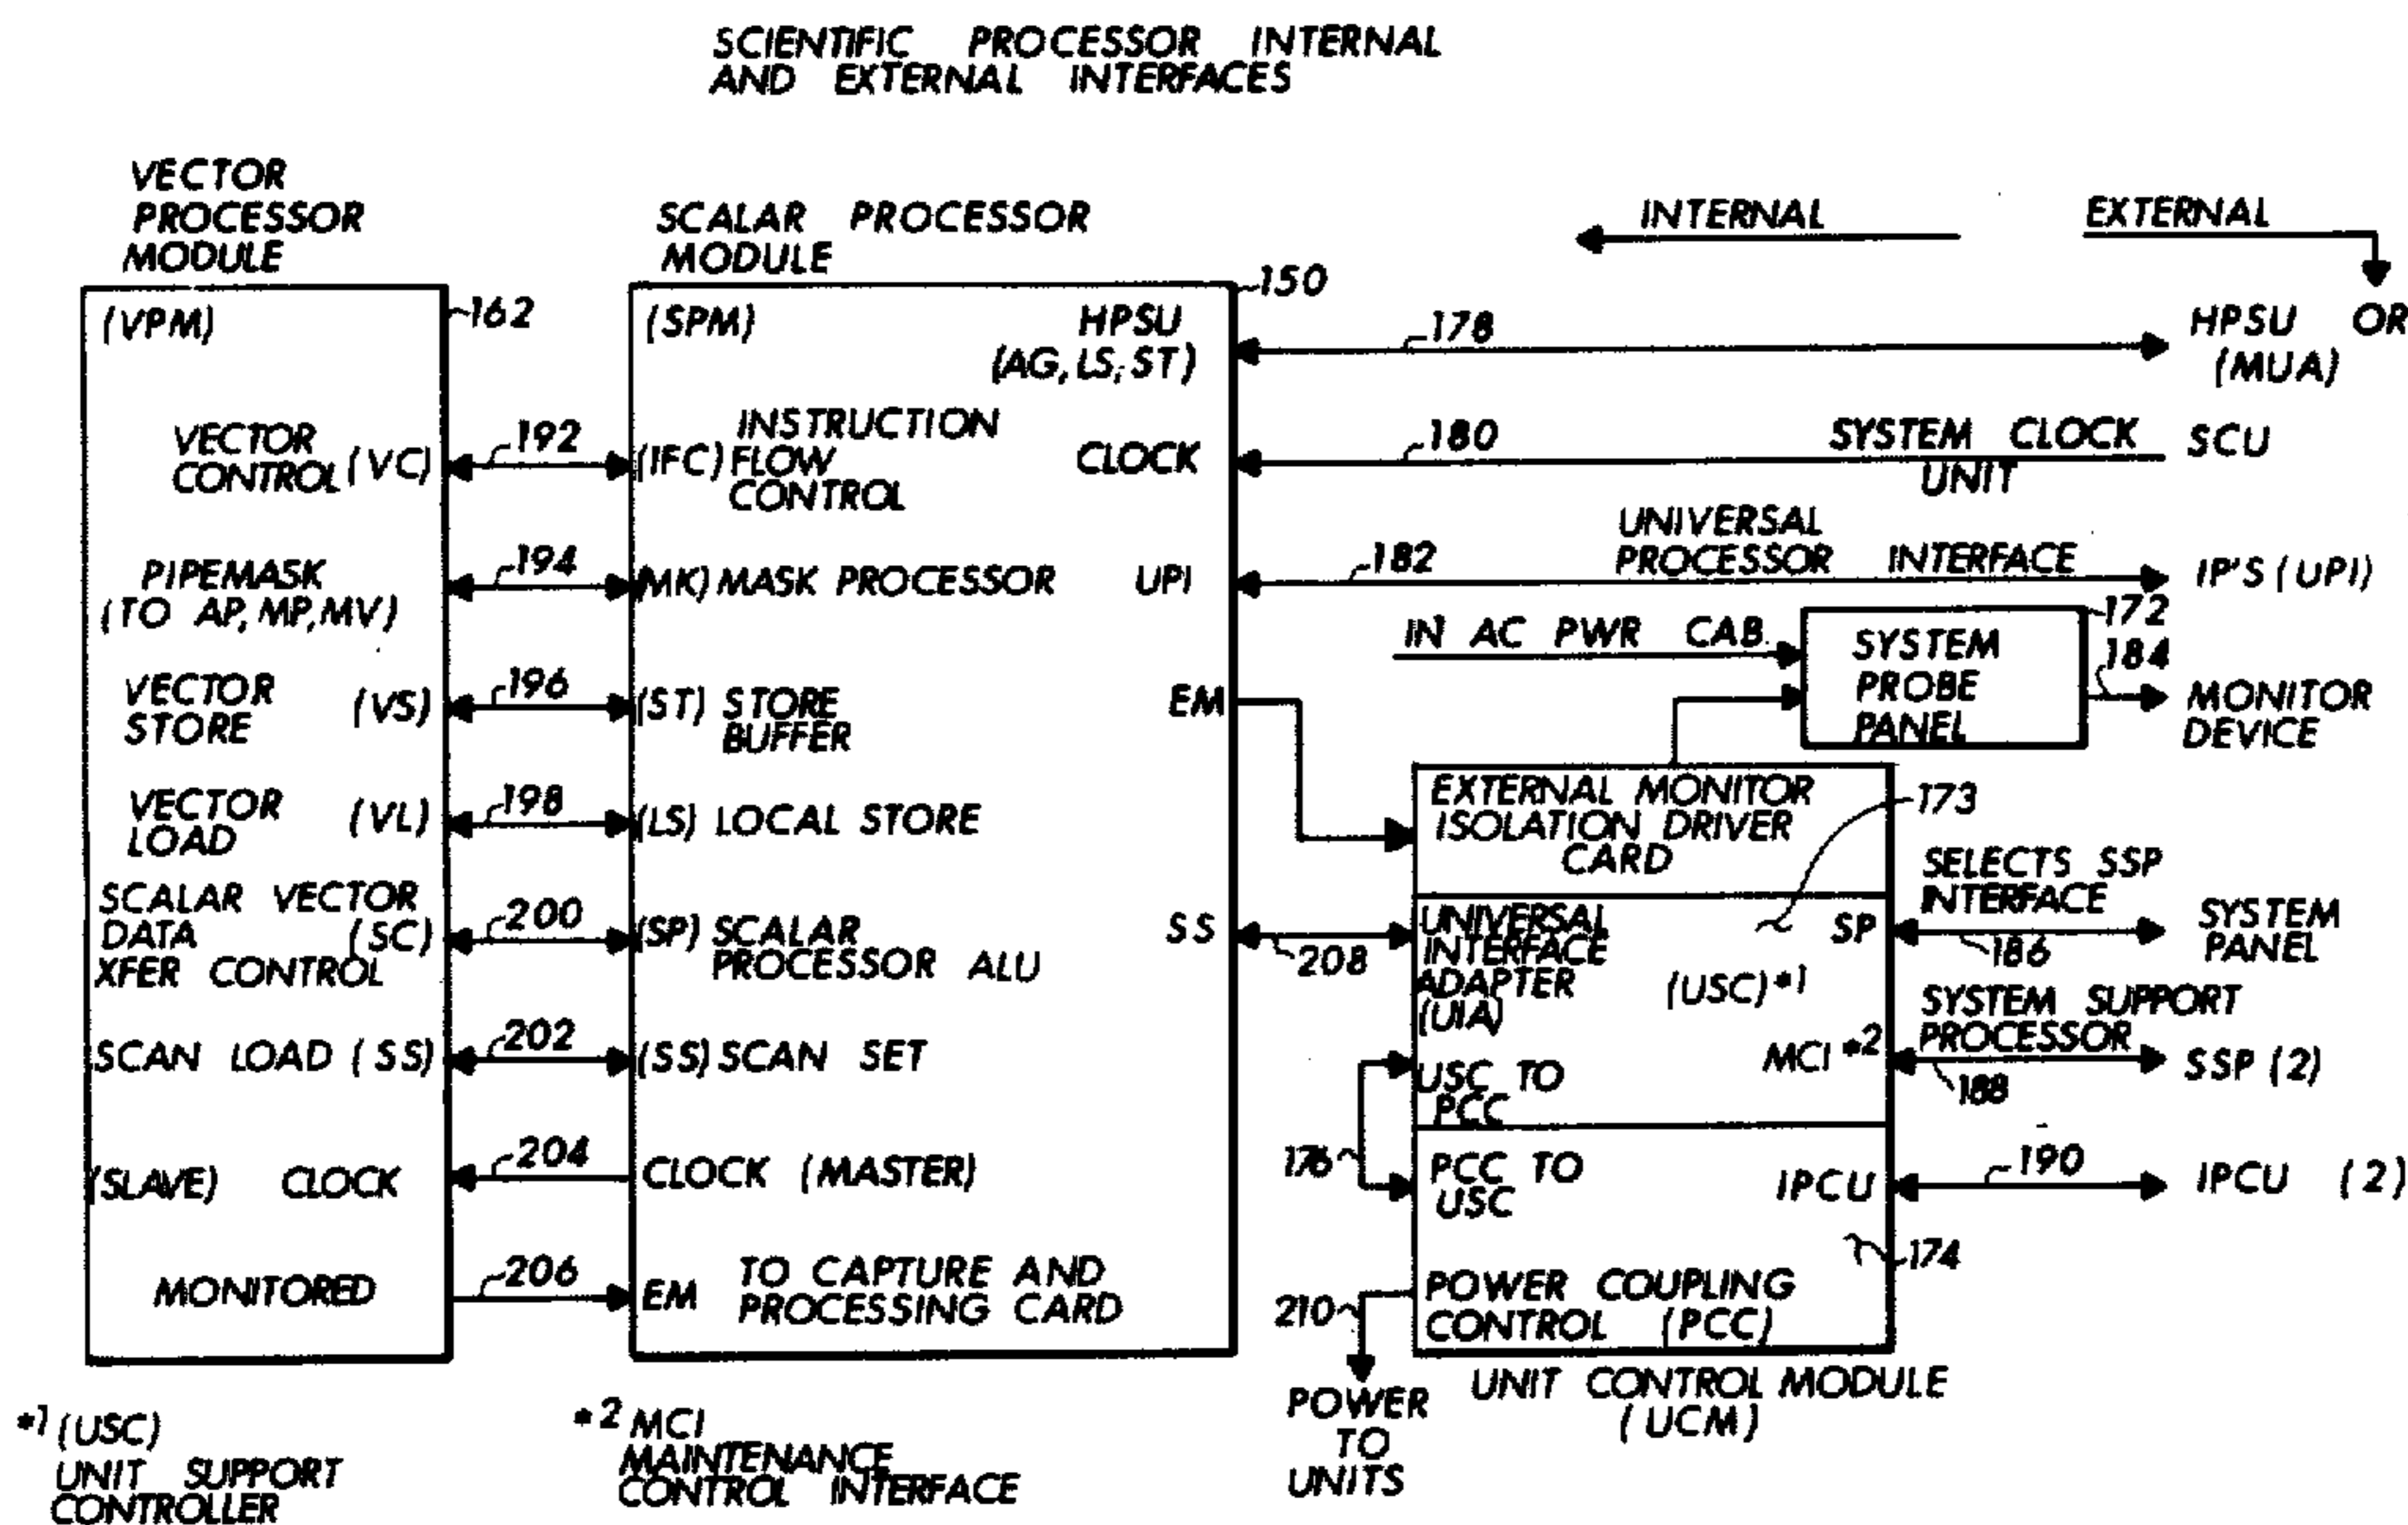 SCIENTIFIC PROCESSOR INTERNAL
AND EXTERNAL INTERFACES
VECTOR
PROCESSOR
MODULE
(VPM)
162
VECTOR
CONTROL (VC)
192
PIPEMASK
(TO AP, MP, MV)
194
VECTOR
STORE
(VS)
196
VECTOR
LOAD
(VL)
198
SCALAR VECTOR
DATA (SC)
XFER CONTROL
200
SCAN LOAD (SS)
202
(SLAVE) CLOCK
204
MONITORED
206
SCALAR PROCESSOR
MODULE
150
(SPM)
HPSU
(AG, LS, ST)
(IFC) INSTRUCTION
FLOW
CONTROL
CLOCK
(MK) MASK PROCESSOR
UPI
(ST) STORE
BUFFER
EM
(LS) LOCAL STORE
(SP) SCALAR
PROCESSOR ALU
SS
(SS) SCAN SET
CLOCK (MASTER)
EM
TO CAPTURE AND
PROCESSING CARD
INTERNAL
EXTERNAL
178
HPSU OR
(MUA)
180
SYSTEM CLOCK
UNIT
SCU
182
UNIVERSAL
PROCESSOR INTERFACE
IP'S (UPI)
IN AC PWR CAB.
172
SYSTEM
PROBE
PANEL
184
MONITOR
DEVICE
EXTERNAL MONITOR
ISOLATION DRIVER
CARD
173
208
UNIVERSAL
INTERFACE
ADAPTER
(UIA)
SP
(USC)*1
SELECTS SSP
INTERFACE
186
SYSTEM
PANEL
MCI *2
SYSTEM SUPPORT
PROCESSOR
188
SSP (2)
USC TO
PCC
176
PCC TO
USC
IPCU
190
IPCU (2)
174
POWER COUPLING
CONTROL (PCC)
210
POWER
TO
UNITS
UNIT CONTROL MODULE
(UCM)
*1 (USC)
UNIT SUPPORT
CONTROLLER
*2 MCI
MAINTENANCE
CONTROL INTERFACE